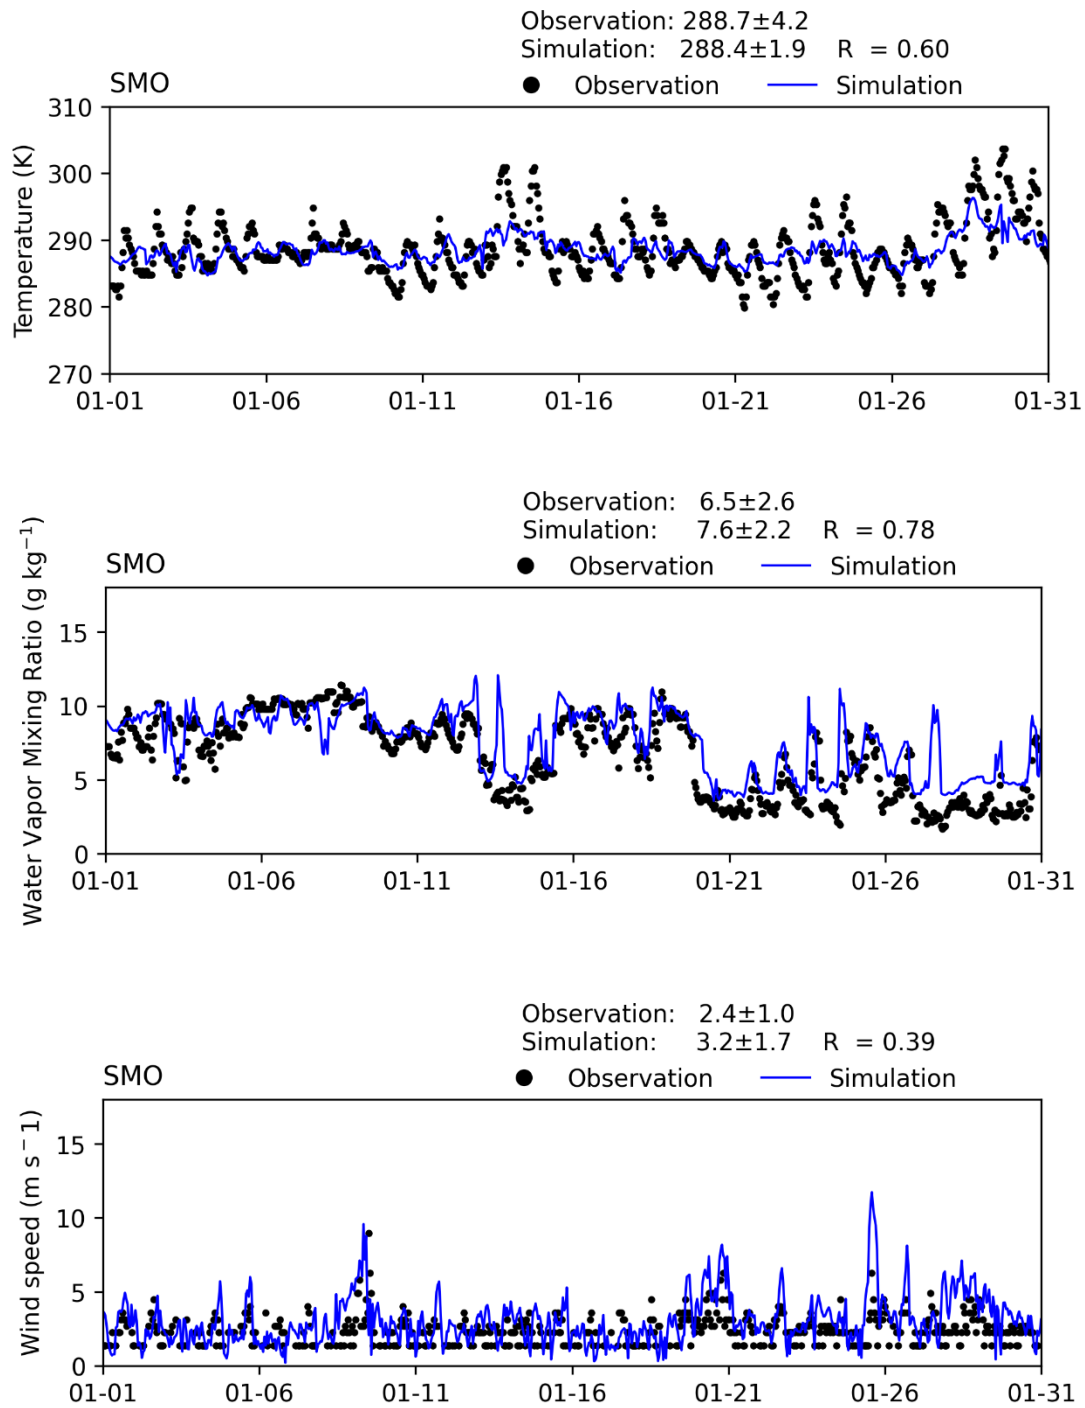 Observation: 288.7±4.2
Simulation: 288.4±1.9 R = 0.60
SMO
Observation Simulation
Temperature (K)
310
300
290
280
270
01-01 01-06 01-11 01-16 01-21 01-26 01-31
Observation: 6.5±2.6
Simulation: 7.6±2.2 R = 0.78
SMO
Observation Simulation
Water Vapor Mixing Ratio (g kg⁻¹)
15
10
5
0
01-01 01-06 01-11 01-16 01-21 01-26 01-31
Observation: 2.4±1.0
Simulation: 3.2±1.7 R = 0.39
SMO
Observation Simulation
Wind speed (m s⁻1)
15
10
5
0
01-01 01-06 01-11 01-16 01-21 01-26 01-31